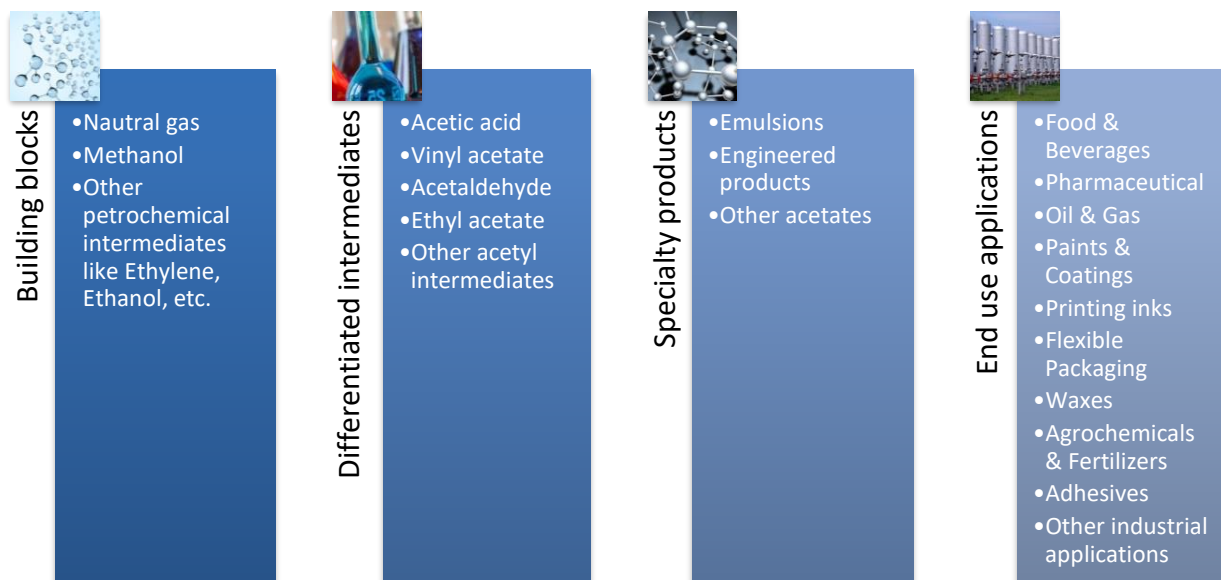 Building blocks
•Nautral gas
•Methanol
•Other
petrochemical
intermediates
like Ethylene,
Ethanol, etc.
Differentiated intermediates
•Acetic acid
•Vinyl acetate
•Acetaldehyde
•Ethyl acetate
•Other acetyl
intermediates
Specialty products
•Emulsions
•Engineered
products
•Other acetates
End use applications
•Food &
Beverages
•Pharmaceutical
•Oil & Gas
•Paints &
Coatings
•Printing inks
•Flexible
Packaging
•Waxes
•Agrochemicals
& Fertilizers
•Adhesives
•Other industrial
applications